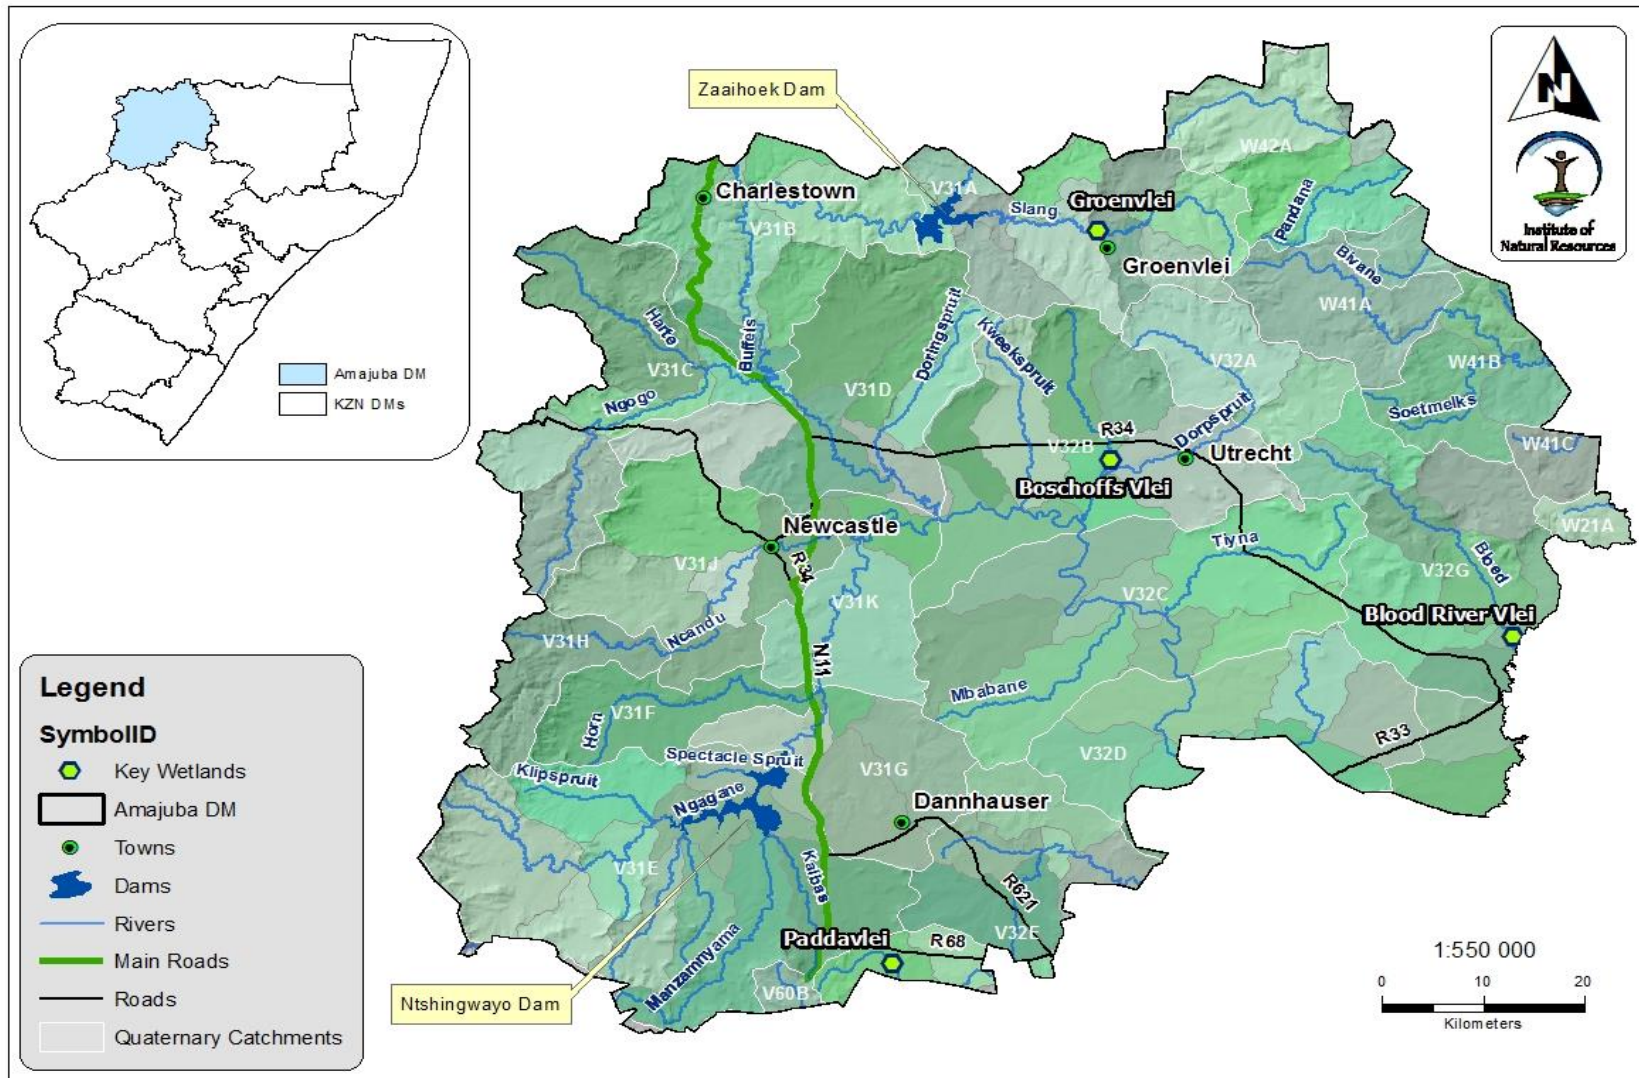 Amajuba DM
KZN DMs
Zaaihoek Dam
N
Institute of
Natural Resources
W42A
Pandana
V31A
Charlestown
Slang
Groenvlei
V31B
Groenvlei
Bivane
W41A
Harte
Buffels
Doringspruit
Kweekspruit
V32A
W41B
V31C
V31D
Ngogo
Soetmelks
Dorpspruit
R34
V32B
Utrecht
W41C
Boschoffs Vlei
Newcastle
W21A
Tiyna
R34
V31J
V32G
Bbed
V31K
V32C
Blood River Vlei
Ncandu
V31H
N11
Mbabane
V31F
Horn
R33
Spectacle Spruit
V32D
Klipspruit
V31G
Ngagane
Dannhauser
V31E
Kalbas
R621
V32E
Paddavlei
R68
Manzamnyama
V60B
Ntshingwayo Dam
Legend
SymbolID
Key Wetlands
Amajuba DM
Towns
Dams
Rivers
Main Roads
Roads
Quaternary Catchments
1:550 000
0 10 20
Kilometers